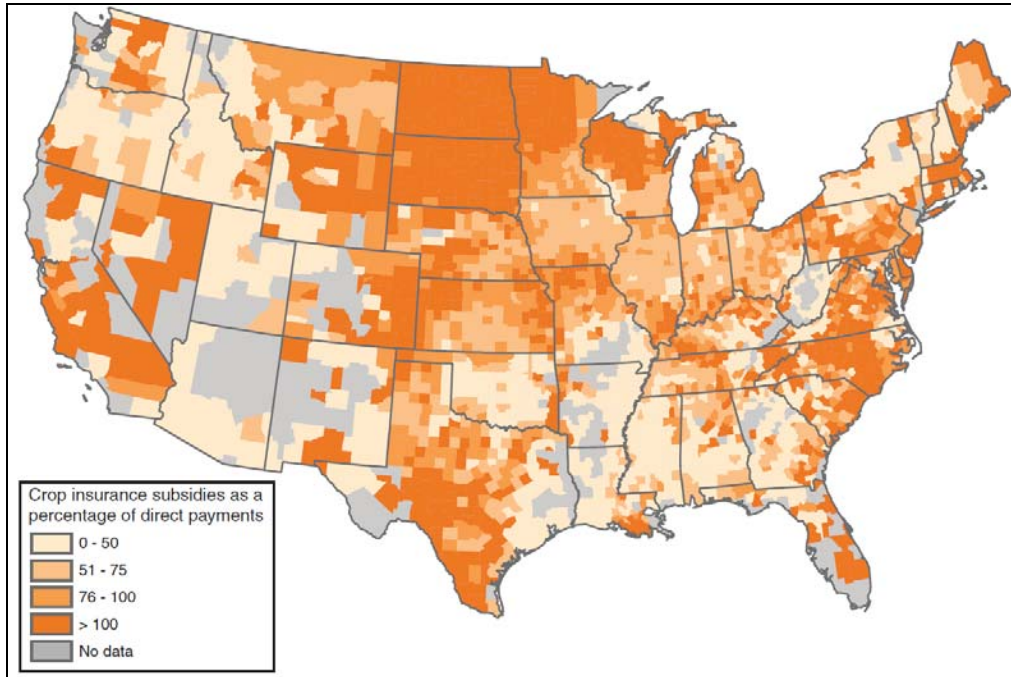 Crop insurance subsidies as a
percentage of direct payments
0 - 50
51 - 75
76 - 100
> 100
No data